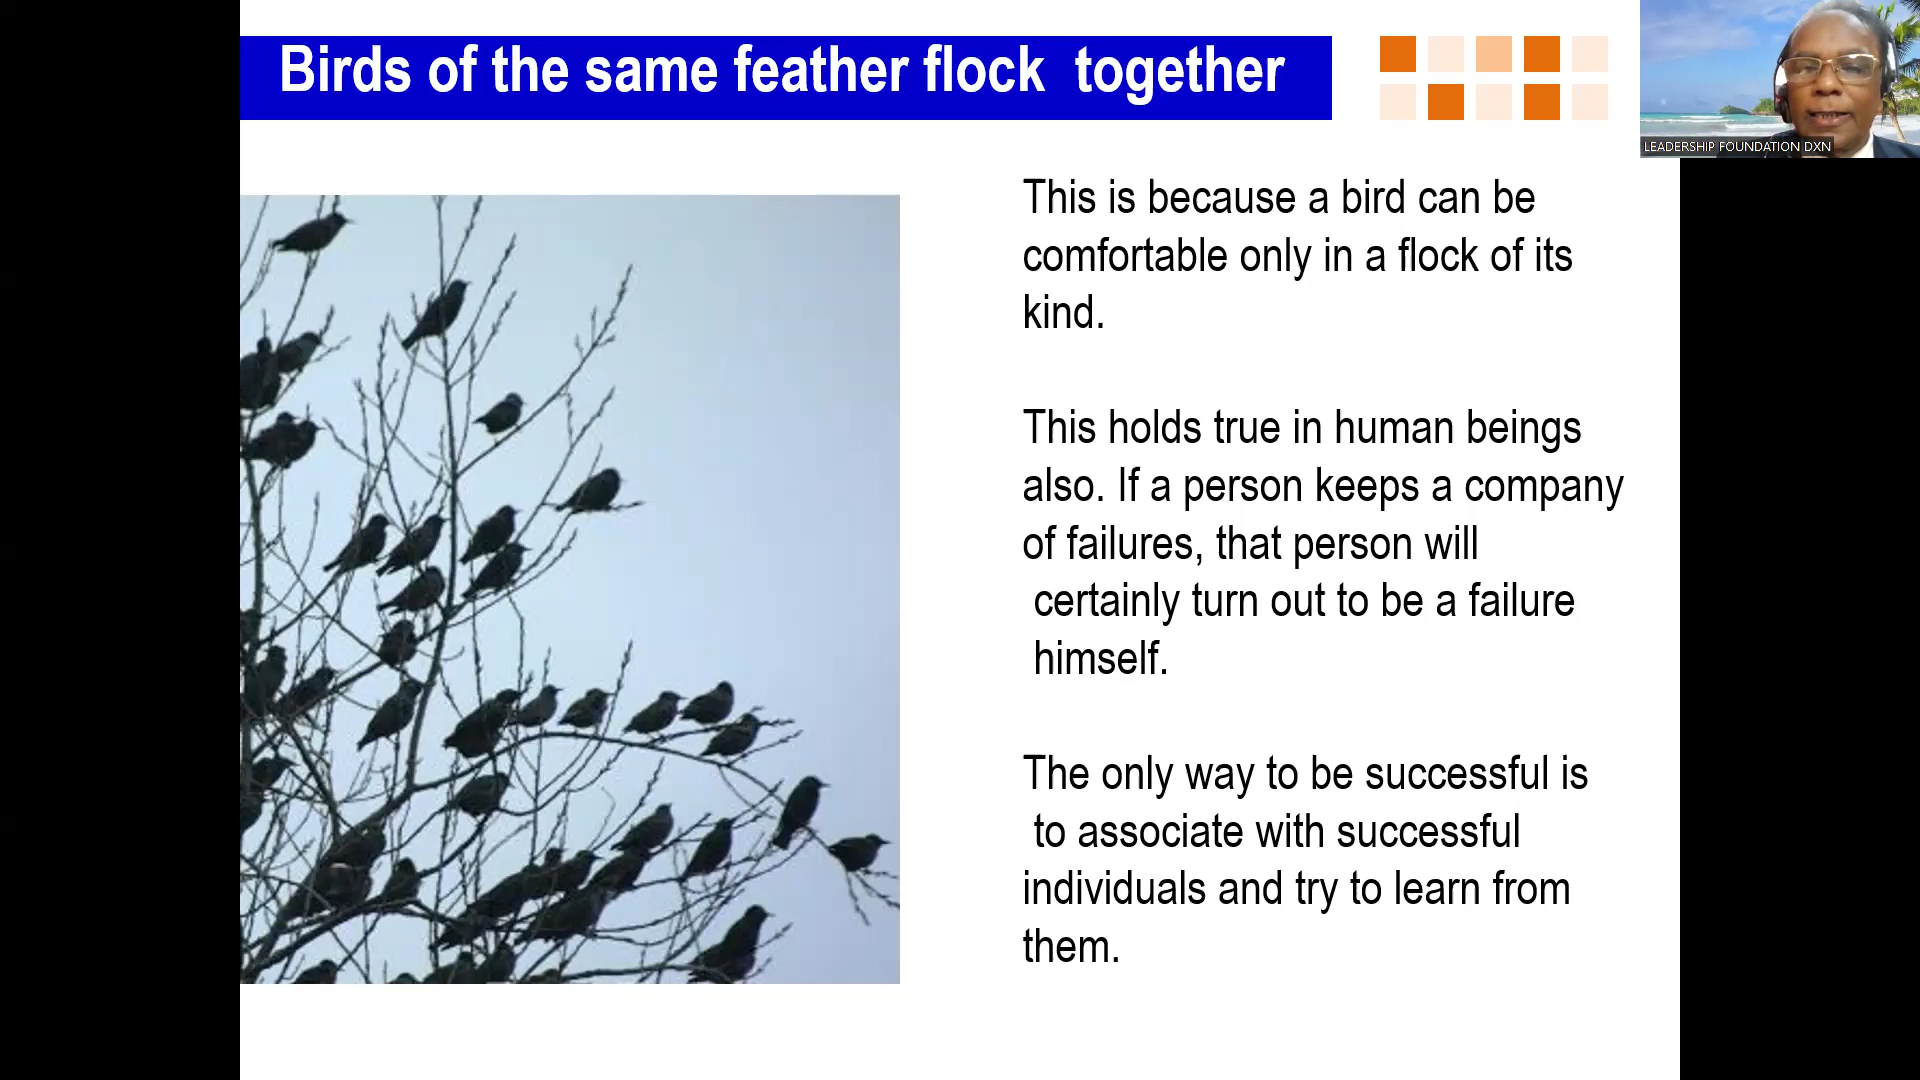 Birds of the same feather flock together
LEADERSHIP FOUNDATION DXN
This is because a bird can be
comfortable only in a flock of its
kind.
This holds true in human beings
also. If a person keeps a company
of failures, that person will
certainly turn out to be a failure
himself.
The only way to be successful is
to associate with successful
individuals and try to learn from
them.